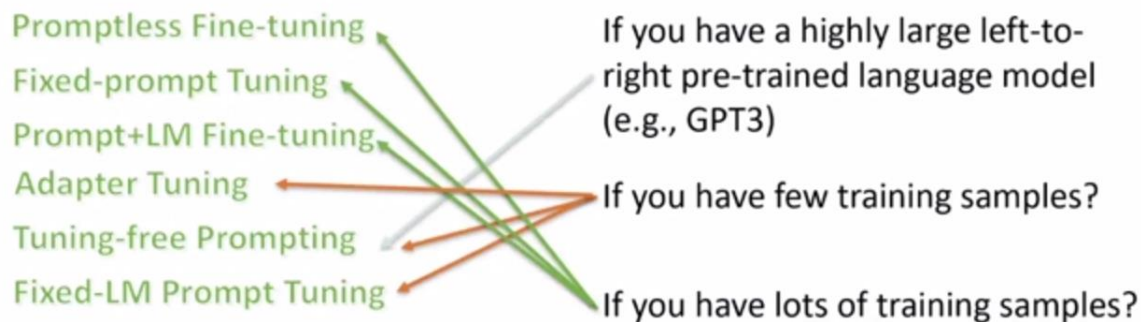 Promptless Fine-tuning
Fixed-prompt Tuning
Prompt+LM Fine-tuning
Adapter Tuning
Tuning-free Prompting
Fixed-LM Prompt Tuning
If you have a highly large left-to-
right pre-trained language model
(e.g., GPT3)
If you have few training samples?
If you have lots of training samples?